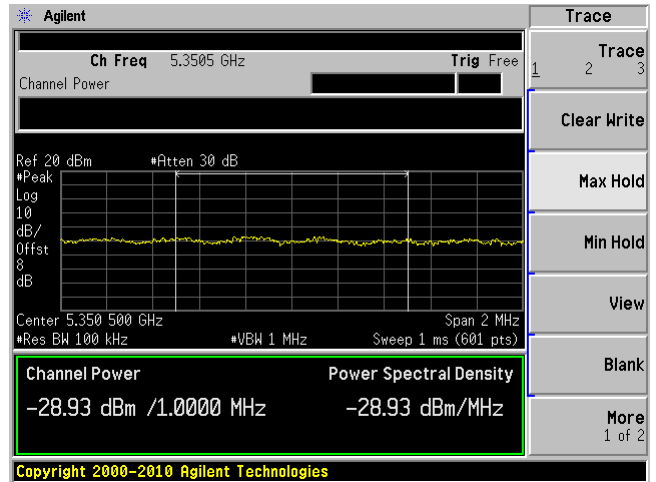 Agilent
Trace
Ch Freq 5.3505 GHz Trig Free
Channel Power
Trace
1 2 3
Clear Write
Max Hold
Min Hold
View
Blank
More
1 of 2
Ref 20 dBm #Atten 30 dB
#Peak
Log
10
dB/
Offst
8
dB
Center 5.350 500 GHz Span 2 MHz
#Res BW 100 kHz #VBW 1 MHz Sweep 1 ms (601 pts)
Channel Power Power Spectral Density
-28.93 dBm /1.0000 MHz -28.93 dBm/MHz
Copyright 2000-2010 Agilent Technologies